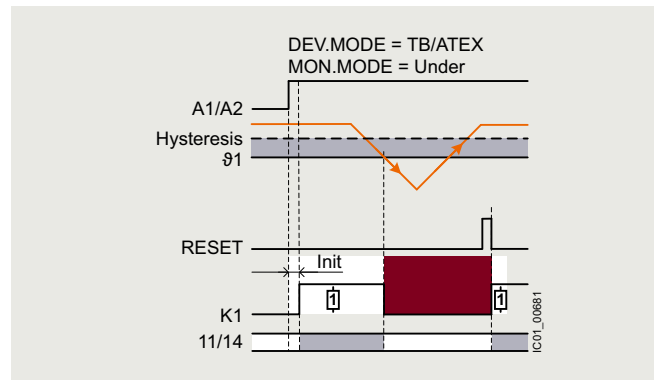 DEV.MODE = TB/ATEX
MON.MODE = Under
A1/A2
Hysteresis
ϑ1
RESET
Init
1
1
K1
11/14
IC01_00681